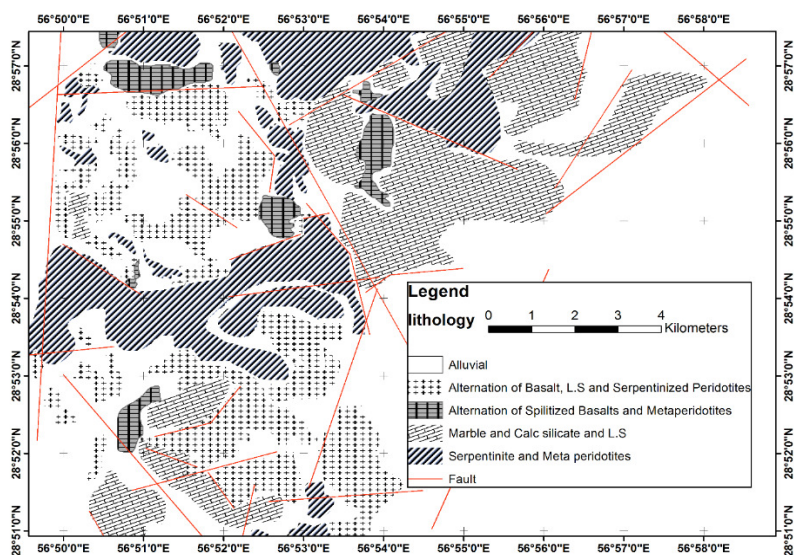 56°50'0"E 56°51'0"E 56°52'0"E 56°53'0"E 56°54'0"E 56°55'0"E 56°56'0"E 56°57'0"E 56°58'0"E
28°57'0"N 28°57'0"N
28°56'0"N 28°56'0"N
28°55'0"N 28°55'0"N
28°54'0"N 28°54'0"N
28°53'0"N 28°53'0"N
28°52'0"N 28°52'0"N
28°51'0"N 28°51'0"N
Legend
lithology
0 1 2 3 4
Kilometers
Alluvial
Alternation of Basalt, L.S and Serpentinized Peridotites
Alternation of Spilitized Basalts and Metaperidotites
Marble and Calc silicate and L.S
Serpentinite and Meta peridotites
Fault
56°50'0"E 56°51'0"E 56°52'0"E 56°53'0"E 56°54'0"E 56°55'0"E 56°56'0"E 56°57'0"E 56°58'0"E